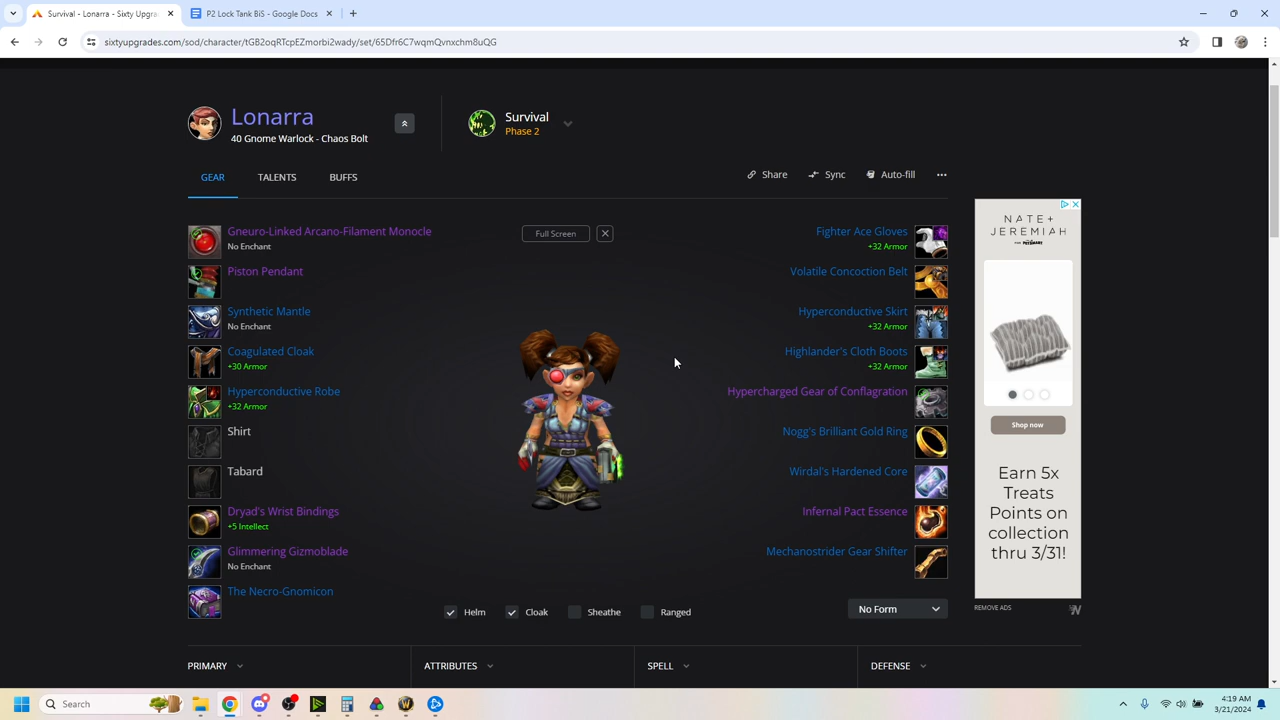 Survival - Lonarra - Sixty Upgra
P2 Lock Tank BiS - Google Docs
sixtyupgrades.com/sod/character/tGB2oqRTcpEZmorbi2wady/set/65Dfr6C7wqmQvnxchm8uQG
Lonarra
40 Gnome Warlock - Chaos Bolt
Survival
Phase 2
GEAR
TALENTS
BUFFS
Share
Sync
Auto-fill
Gneuro-Linked Arcano-Filament Monocle
No Enchant
Piston Pendant
Synthetic Mantle
No Enchant
Coagulated Cloak
+30 Armor
Hyperconductive Robe
+32 Armor
Shirt
Tabard
Dryad's Wrist Bindings
+5 Intellect
Glimmering Gizmoblade
No Enchant
The Necro-Gnomicon
Full Screen
Fighter Ace Gloves
+32 Armor
Volatile Concoction Belt
Hyperconductive Skirt
+32 Armor
Highlander's Cloth Boots
+32 Armor
Hypercharged Gear of Conflagration
Nogg's Brilliant Gold Ring
Wirdal's Hardened Core
Infernal Pact Essence
Mechanostrider Gear Shifter
Helm
Cloak
Sheathe
Ranged
No Form
PRIMARY
ATTRIBUTES
SPELL
DEFENSE
NATE+
JEREMIAH
FOR PETSMART
Shop now
Earn 5x
Treats
Points on
collection
thru 3/31!
REMOVE ADS
Search
4:19 AM
3/21/2024